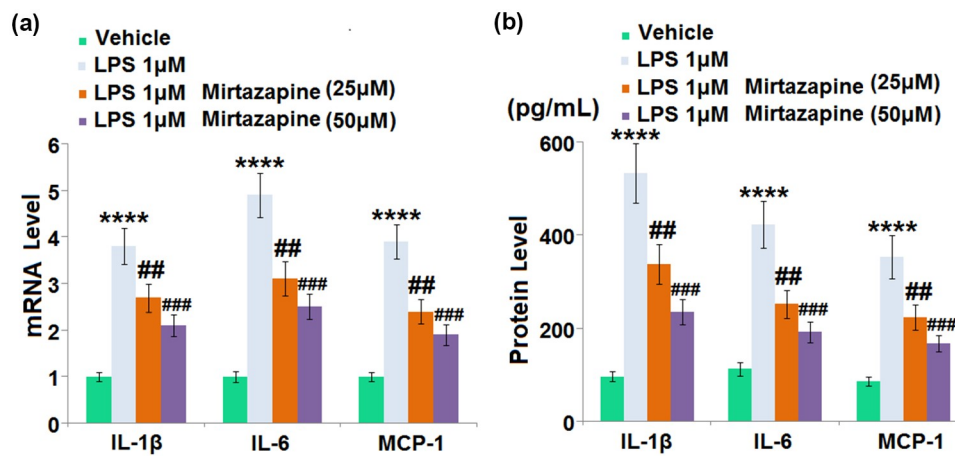 (a)
Vehicle
LPS 1μM
LPS 1μM Mirtazapine (25μM)
LPS 1μM Mirtazapine (50μM)
mRNA Level
6
5
4
3
2
1
0
****
##
###
****
##
###
****
##
###
IL-1β
IL-6
MCP-1
(b)
Vehicle
LPS 1μM
LPS 1μM Mirtazapine (25μM)
LPS 1μM Mirtazapine (50μM)
(pg/mL)
Protein Level
600
400
200
0
****
##
###
****
##
###
****
##
###
IL-1β
IL-6
MCP-1